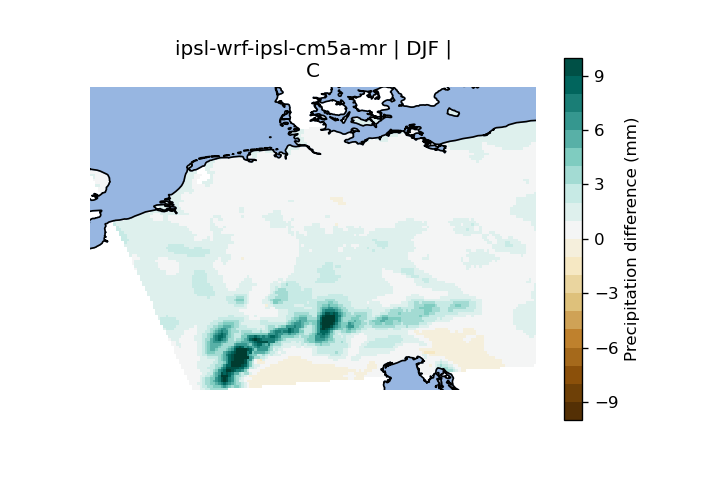 ipsl-wrf-ipsl-cm5a-mr | DJF |
C
9
6
3
0
−3
−6
−9
Precipitation difference (mm)